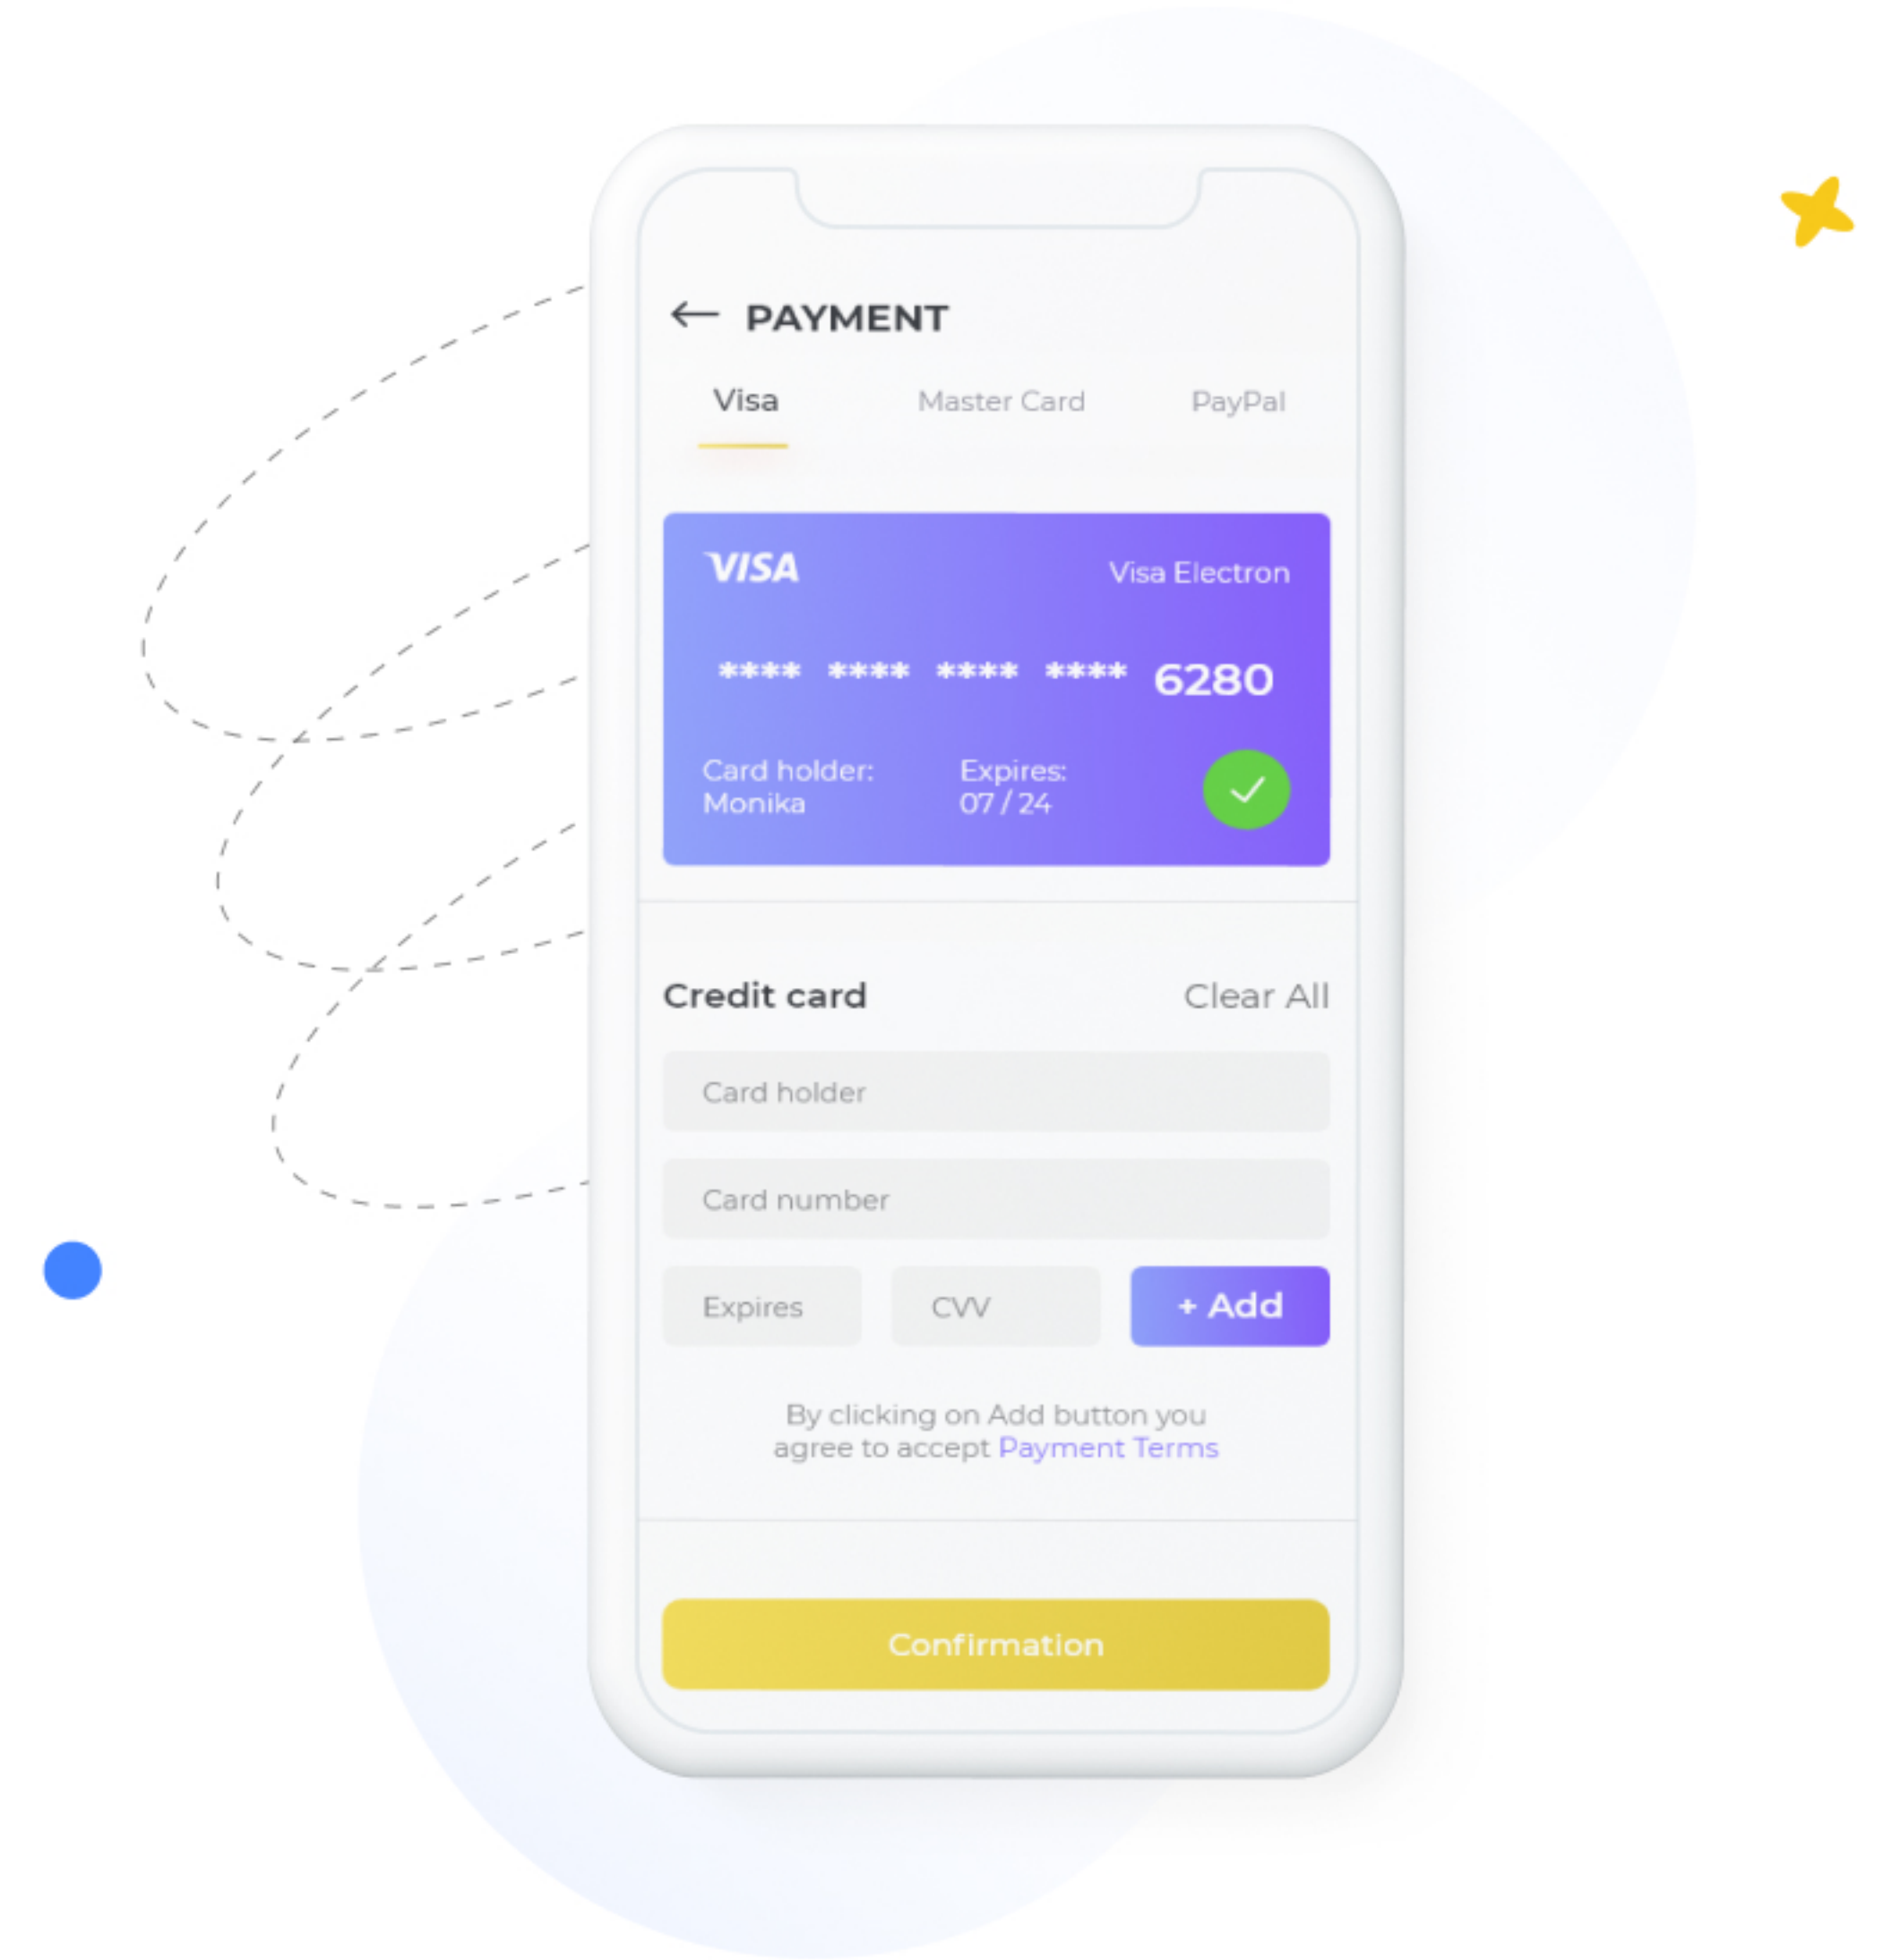 PAYMENT
Visa Master Card PayPal
VISA Visa Electron
**** **** **** **** 6280
Card holder: Expires:
Monika 07 / 24
Credit card Clear All
Card holder
Card number
Expires CVV + Add
By clicking on Add button you
agree to accept Payment Terms
Confirmation